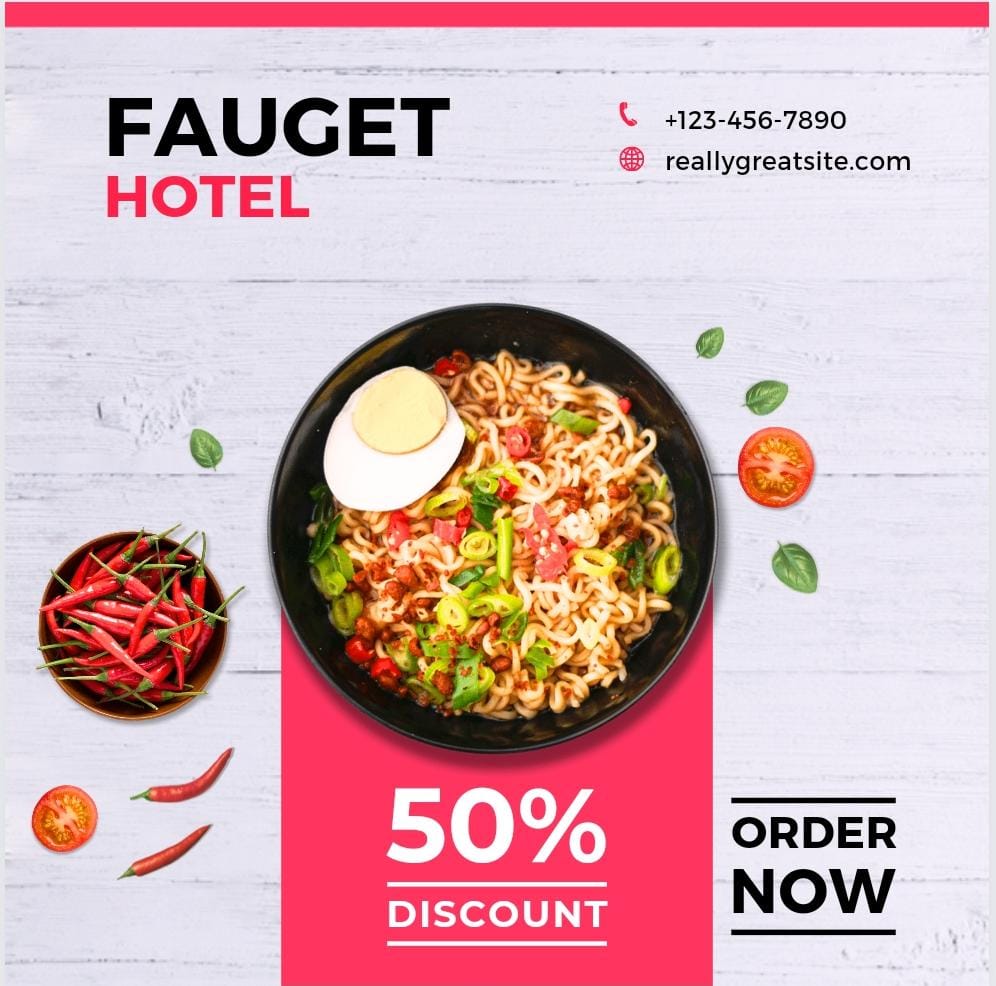 FAUGET
HOTEL
+123-456-7890
reallygreatsite.com
50%
DISCOUNT
ORDER
NOW